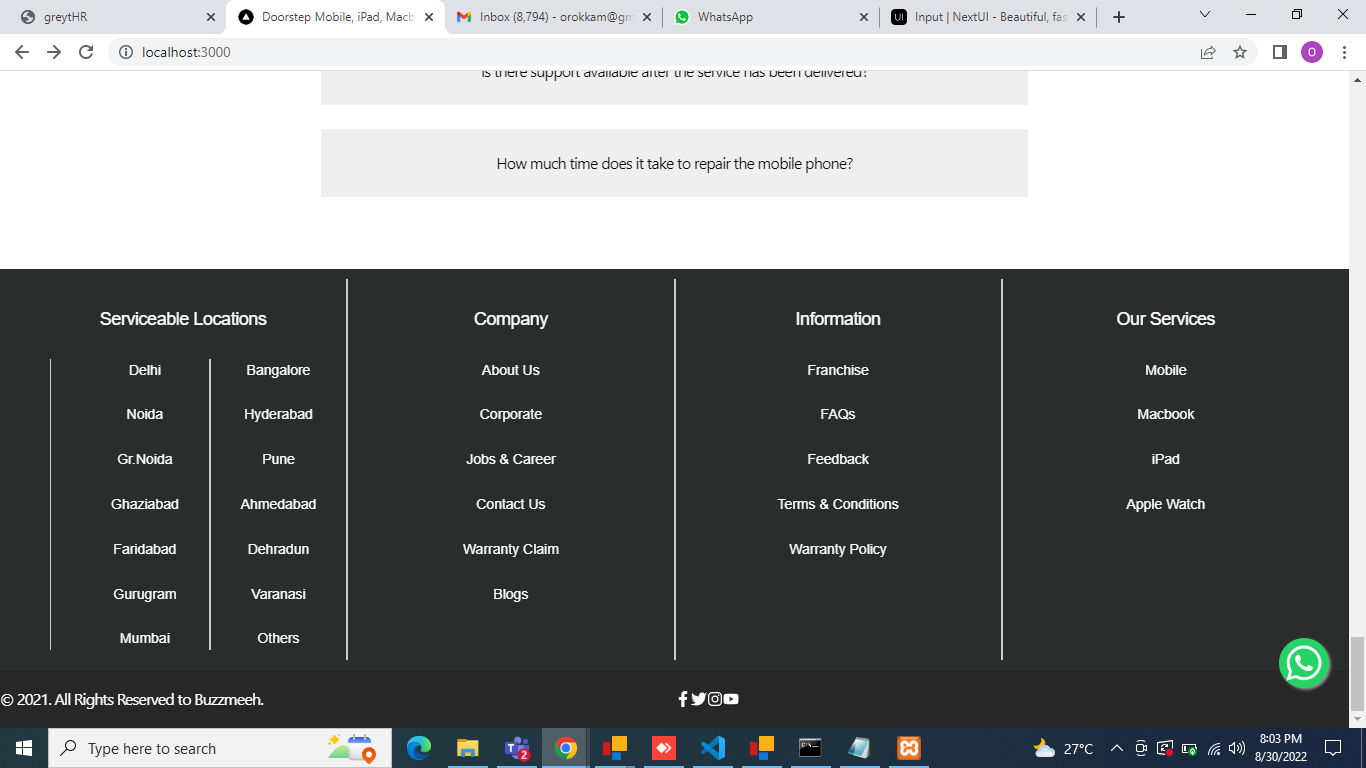 greytHR
Doorstep Mobile, iPad, Macb
Inbox (8,794) - orokkam@gm
WhatsApp
UI
Input | NextUI - Beautiful, fas
localhost:3000
O
Is there support available after the service has been delivered?
How much time does it take to repair the mobile phone?
Serviceable Locations
Delhi
Noida
Gr.Noida
Ghaziabad
Faridabad
Gurugram
Mumbai
Bangalore
Hyderabad
Pune
Ahmedabad
Dehradun
Varanasi
Others
Company
About Us
Corporate
Jobs & Career
Contact Us
Warranty Claim
Blogs
Information
Franchise
FAQs
Feedback
Terms & Conditions
Warranty Policy
Our Services
Mobile
Macbook
iPad
Apple Watch
© 2021. All Rights Reserved to Buzzmeeh.
Type here to search
2
27°C
8:03 PM
8/30/2022